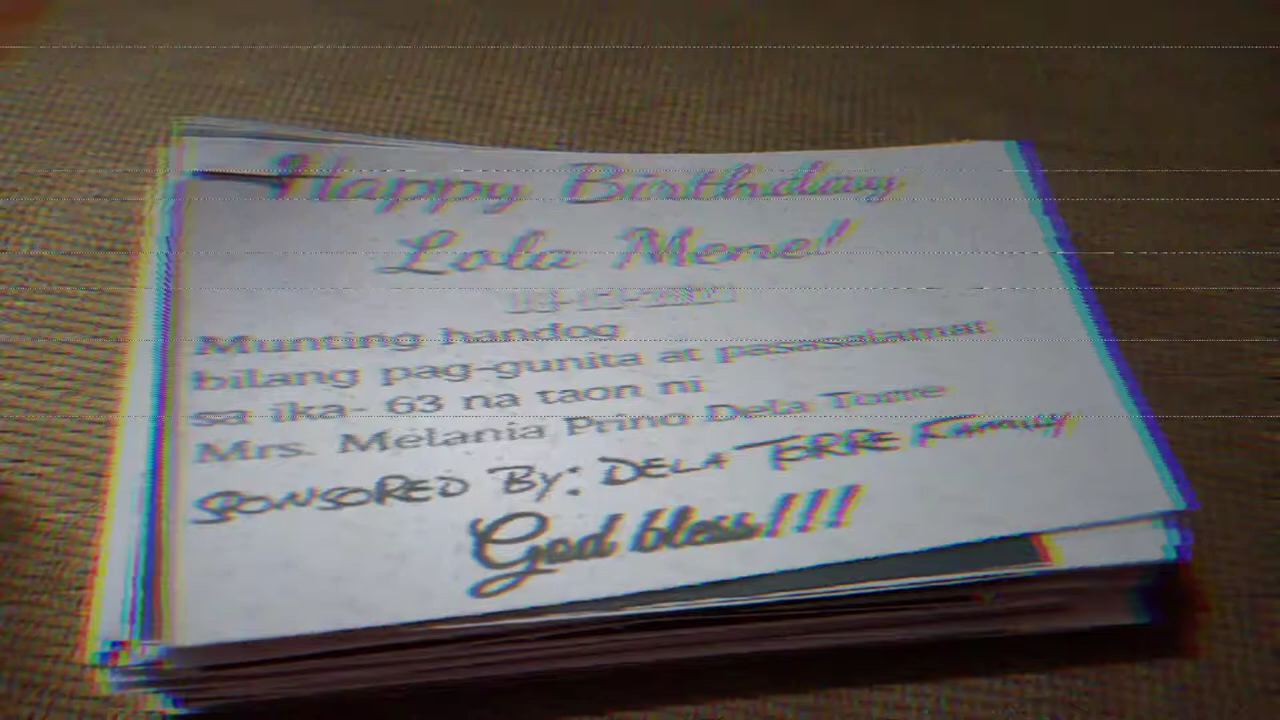 Happy Birthday
Lola Mene!
Munting handog
bilang pag-gunita at pasasalamat
sa ika- 63 na taon ni
Mrs. Melania Prino Dela Torre
SPONSORED By: DELA TORRE FAMILY
God bless!!!